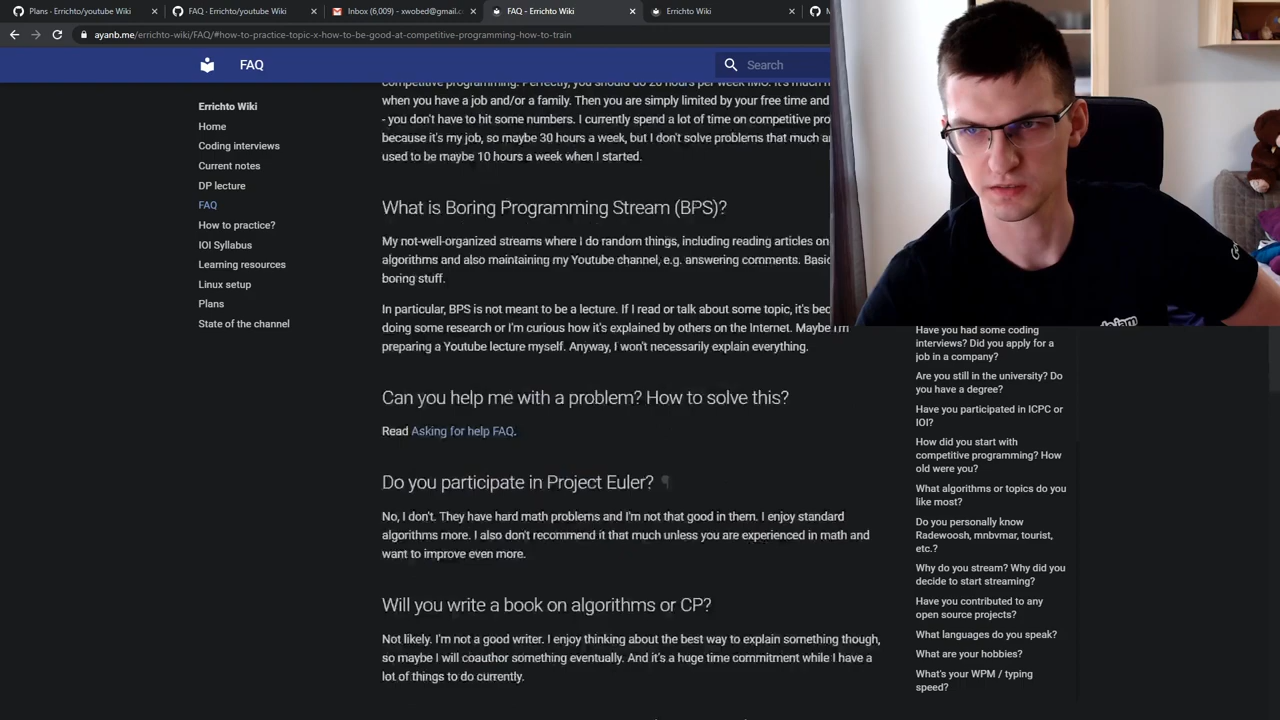 Plans · Errichto/youtube Wiki
FAQ · Errichto/youtube Wiki
Inbox (6,009) - xwobed@gmail.c
FAQ - Errichto Wiki
Errichto Wiki
ayanb.me/errichto-wiki/FAQ/#how-to-practice-topic-x-how-to-be-good-at-competitive-programming-how-to-train
FAQ
Search
Errichto Wiki
Home
Coding interviews
Current notes
DP lecture
FAQ
How to practice?
IOI Syllabus
Learning resources
Linux setup
Plans
State of the channel
competitive programming. Perfectly, you should do 20 hours per week IMO. It's much
when you have a job and/or a family. Then you are simply limited by your free time and
- you don't have to hit some numbers. I currently spend a lot of time on competitive pro
because it's my job, so maybe 30 hours a week, but I don't solve problems that much a
used to be maybe 10 hours a week when I started.
What is Boring Programming Stream (BPS)?
My not-well-organized streams where I do random things, including reading articles on
algorithms and also maintaining my Youtube channel, e.g. answering comments. Basic
boring stuff.
In particular, BPS is not meant to be a lecture. If I read or talk about some topic, it's bec
doing some research or I'm curious how it's explained by others on the Internet. Maybe I'm
preparing a Youtube lecture myself. Anyway, I won't necessarily explain everything.
Can you help me with a problem? How to solve this?
Read Asking for help FAQ.
Do you participate in Project Euler? ¶
No, I don't. They have hard math problems and I'm not that good in them. I enjoy standard
algorithms more. I also don't recommend it that much unless you are experienced in math and
want to improve even more.
Will you write a book on algorithms or CP?
Not likely. I'm not a good writer. I enjoy thinking about the best way to explain something though,
so maybe I will coauthor something eventually. And it's a huge time commitment while I have a
lot of things to do currently.
Have you had some coding
interviews? Did you apply for a
job in a company?
Are you still in the university? Do
you have a degree?
Have you participated in ICPC or
IOI?
How did you start with
competitive programming? How
old were you?
What algorithms or topics do you
like most?
Do you personally know
Radewoosh, mnbvmar, tourist,
etc.?
Why do you stream? Why did you
decide to start streaming?
Have you contributed to any
open source projects?
What languages do you speak?
What are your hobbies?
What's your WPM / typing
speed?